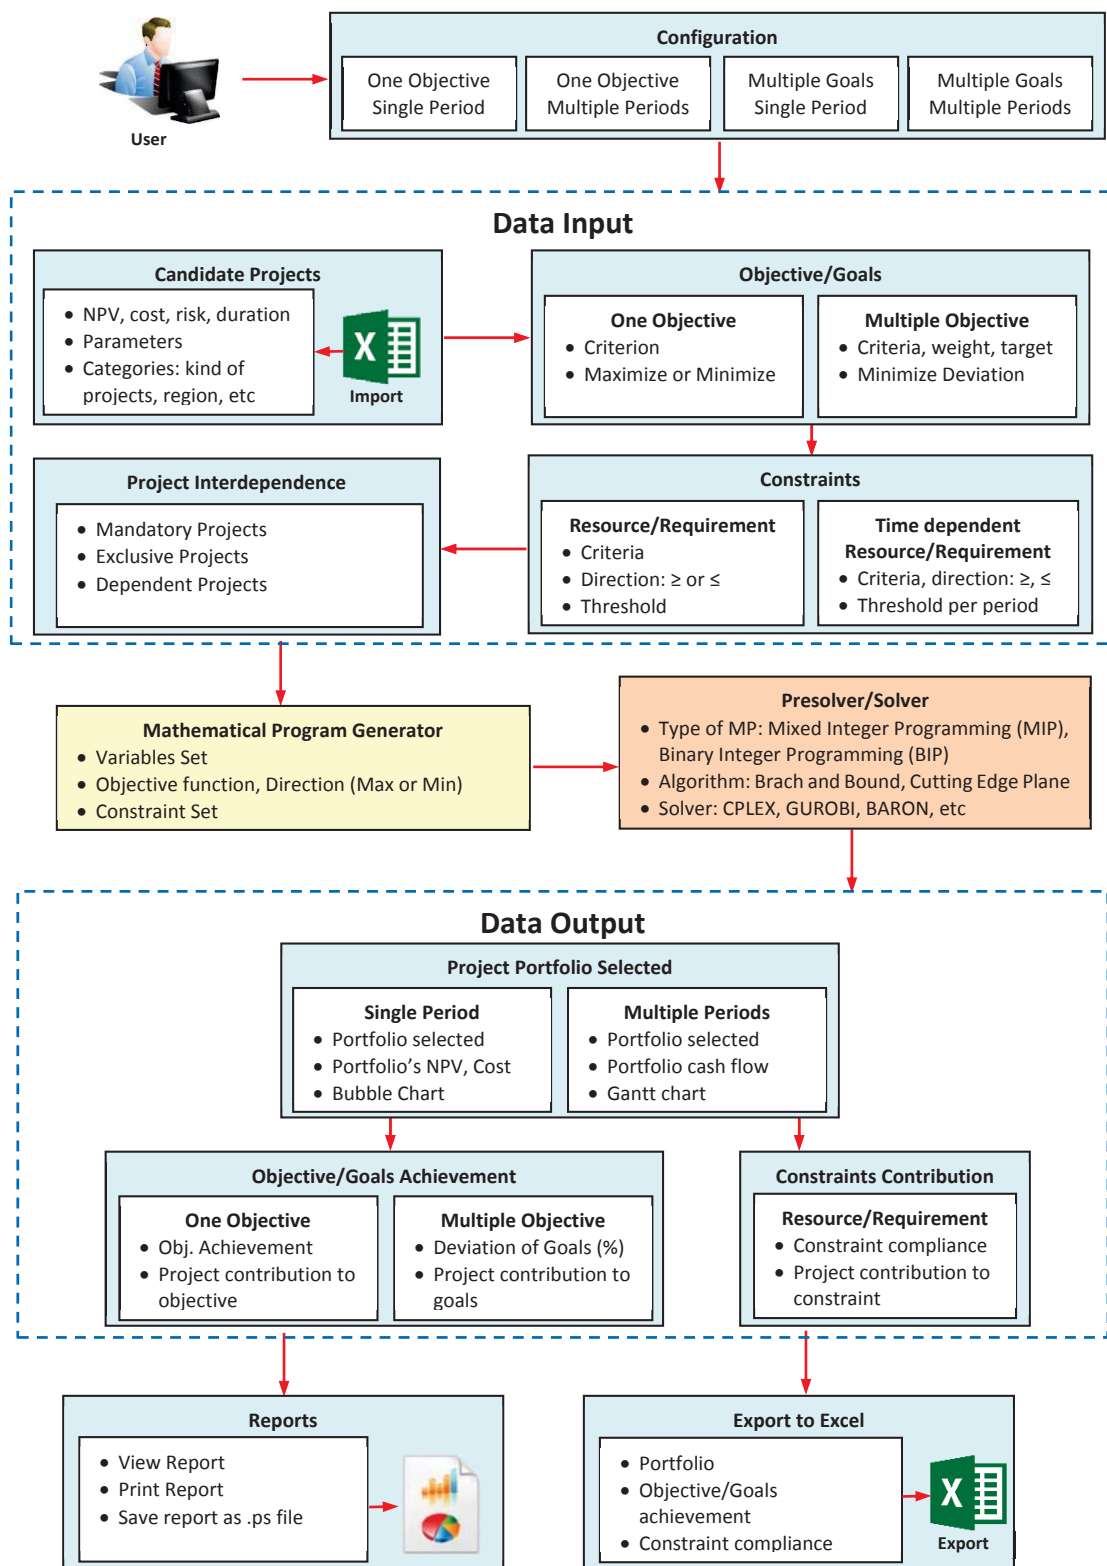 User
Configuration
One Objective
Single Period
One Objective
Multiple Periods
Multiple Goals
Single Period
Multiple Goals
Multiple Periods
Data Input
Candidate Projects
• NPV, cost, risk, duration
• Parameters
• Categories: kind of
projects, region, etc
X
Import
Objective/Goals
One Objective
• Criterion
• Maximize or Minimize
Multiple Objective
• Criteria, weight, target
• Minimize Deviation
Project Interdependence
• Mandatory Projects
• Exclusive Projects
• Dependent Projects
Constraints
Resource/Requirement
• Criteria
• Direction: ≥ or ≤
• Threshold
Time dependent
Resource/Requirement
• Criteria, direction: ≥, ≤
• Threshold per period
Mathematical Program Generator
• Variables Set
• Objective function, Direction (Max or Min)
• Constraint Set
Presolver/Solver
• Type of MP: Mixed Integer Programming (MIP),
Binary Integer Programming (BIP)
• Algorithm: Brach and Bound, Cutting Edge Plane
• Solver: CPLEX, GUROBI, BARON, etc
Data Output
Project Portfolio Selected
Single Period
• Portfolio selected
• Portfolio’s NPV, Cost
• Bubble Chart
Multiple Periods
• Portfolio selected
• Portfolio cash flow
• Gantt chart
Objective/Goals Achievement
One Objective
• Obj. Achievement
• Project contribution to
objective
Multiple Objective
• Deviation of Goals (%)
• Project contribution to
goals
Constraints Contribution
Resource/Requirement
• Constraint compliance
• Project contribution to
constraint
Reports
• View Report
• Print Report
• Save report as .ps file
Export to Excel
• Portfolio
• Objective/Goals
achievement
• Constraint compliance
X
Export